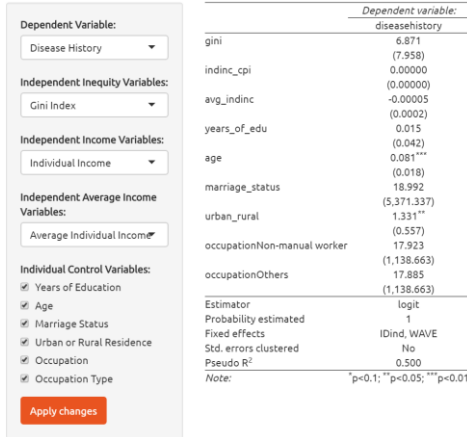 Dependent Variable:
Disease History
Independent Inequity Variables:
Gini Index
Independent Income Variables:
Individual Income
Independent Average Income
Variables:
Average Individual Income
Individual Control Variables:
Years of Education
Age
Marriage Status
Urban or Rural Residence
Occupation
Occupation Type
Apply changes
Dependent variable:
diseasehistory
gini 6.871
(7.958)
indinc_cpi 0.00000
(0.00000)
avg_indinc -0.00005
(0.0002)
years_of_edu 0.015
(0.042)
age 0.081***
(0.018)
marriage_status 18.992
(5,371.337)
urban_rural 1.331**
(0.557)
occupationNon-manual worker 17.923
(1,138.663)
occupationOthers 17.885
(1,138.663)
Estimator logit
Probability estimated 1
Fixed effects IDind, WAVE
Std. errors clustered No
Pseudo R2 0.500
Note: *p<0.1; **p<0.05; ***p<0.01